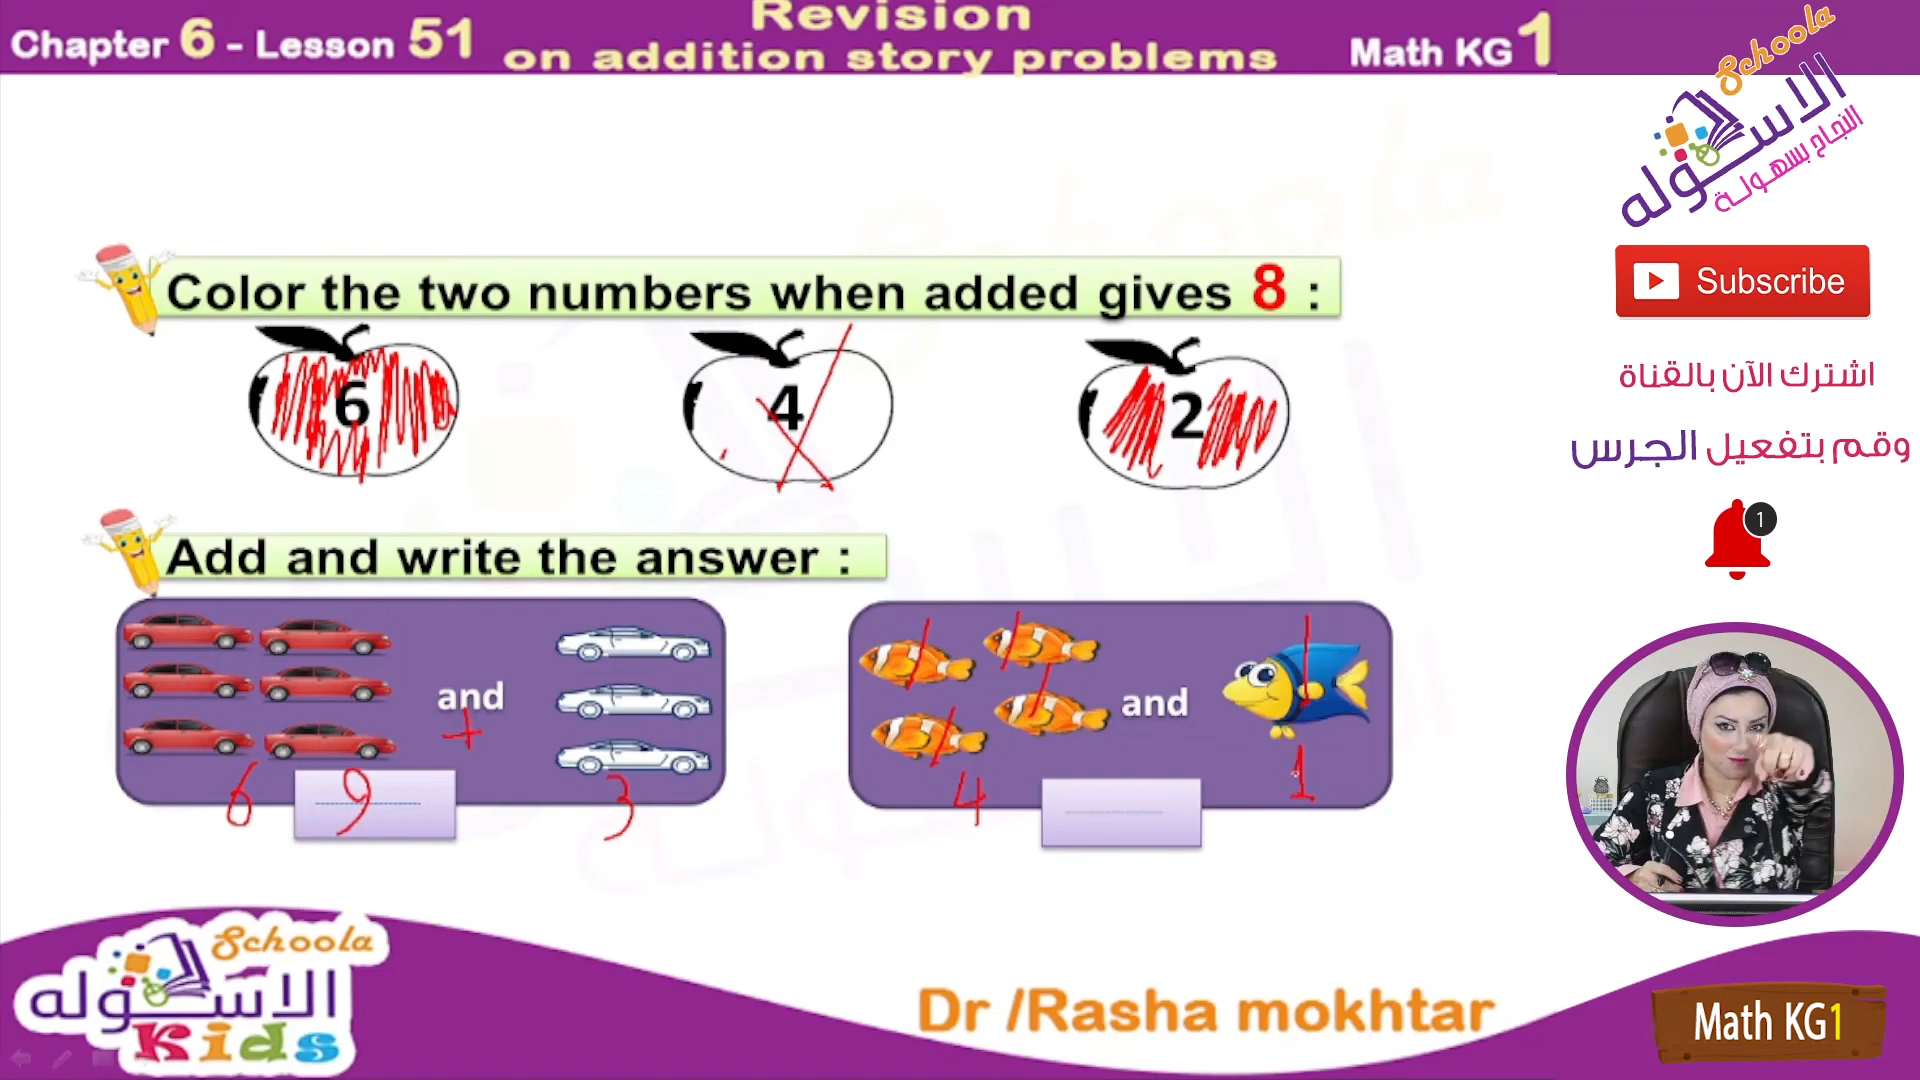 Chapter 6 - Lesson 51
Revision
on addition story problems
Math KG 1
Schoola
الاسكوله
النجاح بسهولة
Subscribe
اشترك الآن بالقناة
وقم بتفعيل الجرس
1
Color the two numbers when added gives 8 :
6 4 2
Add and write the answer :
and
+
6 9 3
and
4 1
Schoola
الاسكوله
Kids
Dr /Rasha mokhtar
Math KG1